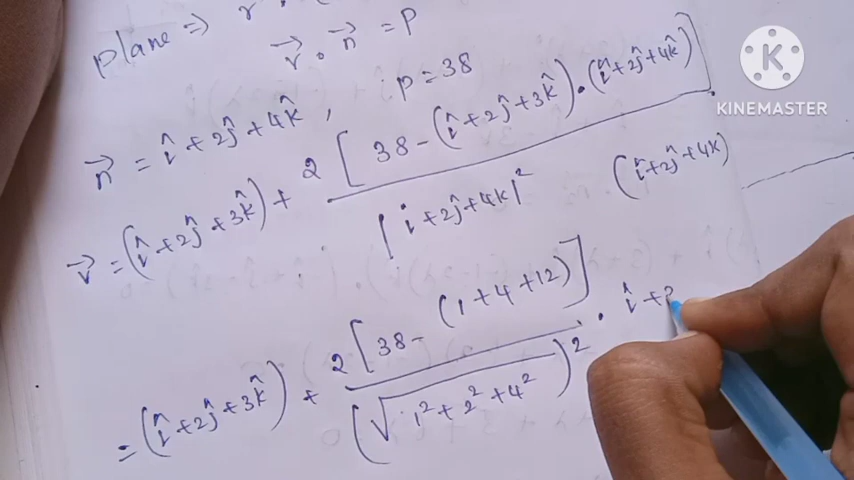 plane ⇒ r⃗ . (
r⃗ . n⃗ = P
n⃗ = î + 2ĵ + 4k̂ , p = 38
r⃗ = (î + 2ĵ + 3k̂) + 2 [38 - (î + 2ĵ + 3k̂) . (î + 2ĵ + 4k̂)] / |i + 2ĵ + 4k|² (î + 2ĵ + 4k)
= (î + 2ĵ + 3k̂) + 2 [38 - (1 + 4 + 12)] / (√1² + 2² + 4²)² . î + 2
K
KINEMASTER